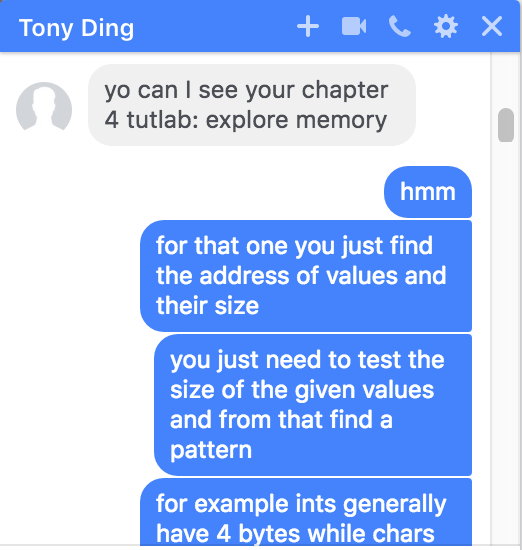 Tony Ding
yo can I see your chapter
4 tutlab: explore memory
hmm
for that one you just find
the address of values and
their size
you just need to test the
size of the given values
and from that find a
pattern
for example ints generally
have 4 bytes while chars